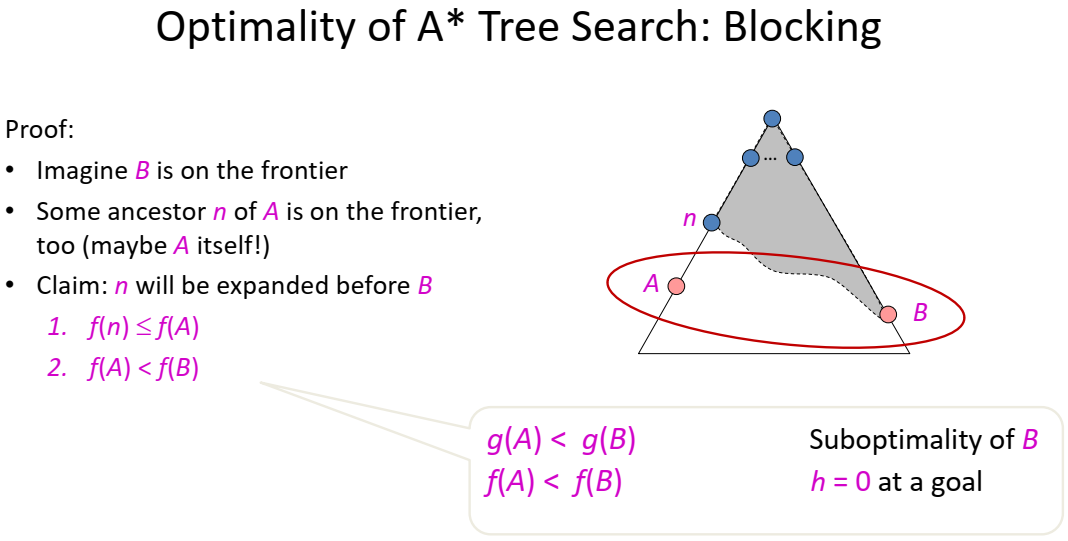 Optimality of A* Tree Search: Blocking
Proof:
• Imagine B is on the frontier
• Some ancestor n of A is on the frontier,
too (maybe A itself!)
• Claim: n will be expanded before B
1. f(n) ≤ f(A)
2. f(A) < f(B)
...
n
A
B
g(A) < g(B) Suboptimality of B
f(A) < f(B) h = 0 at a goal